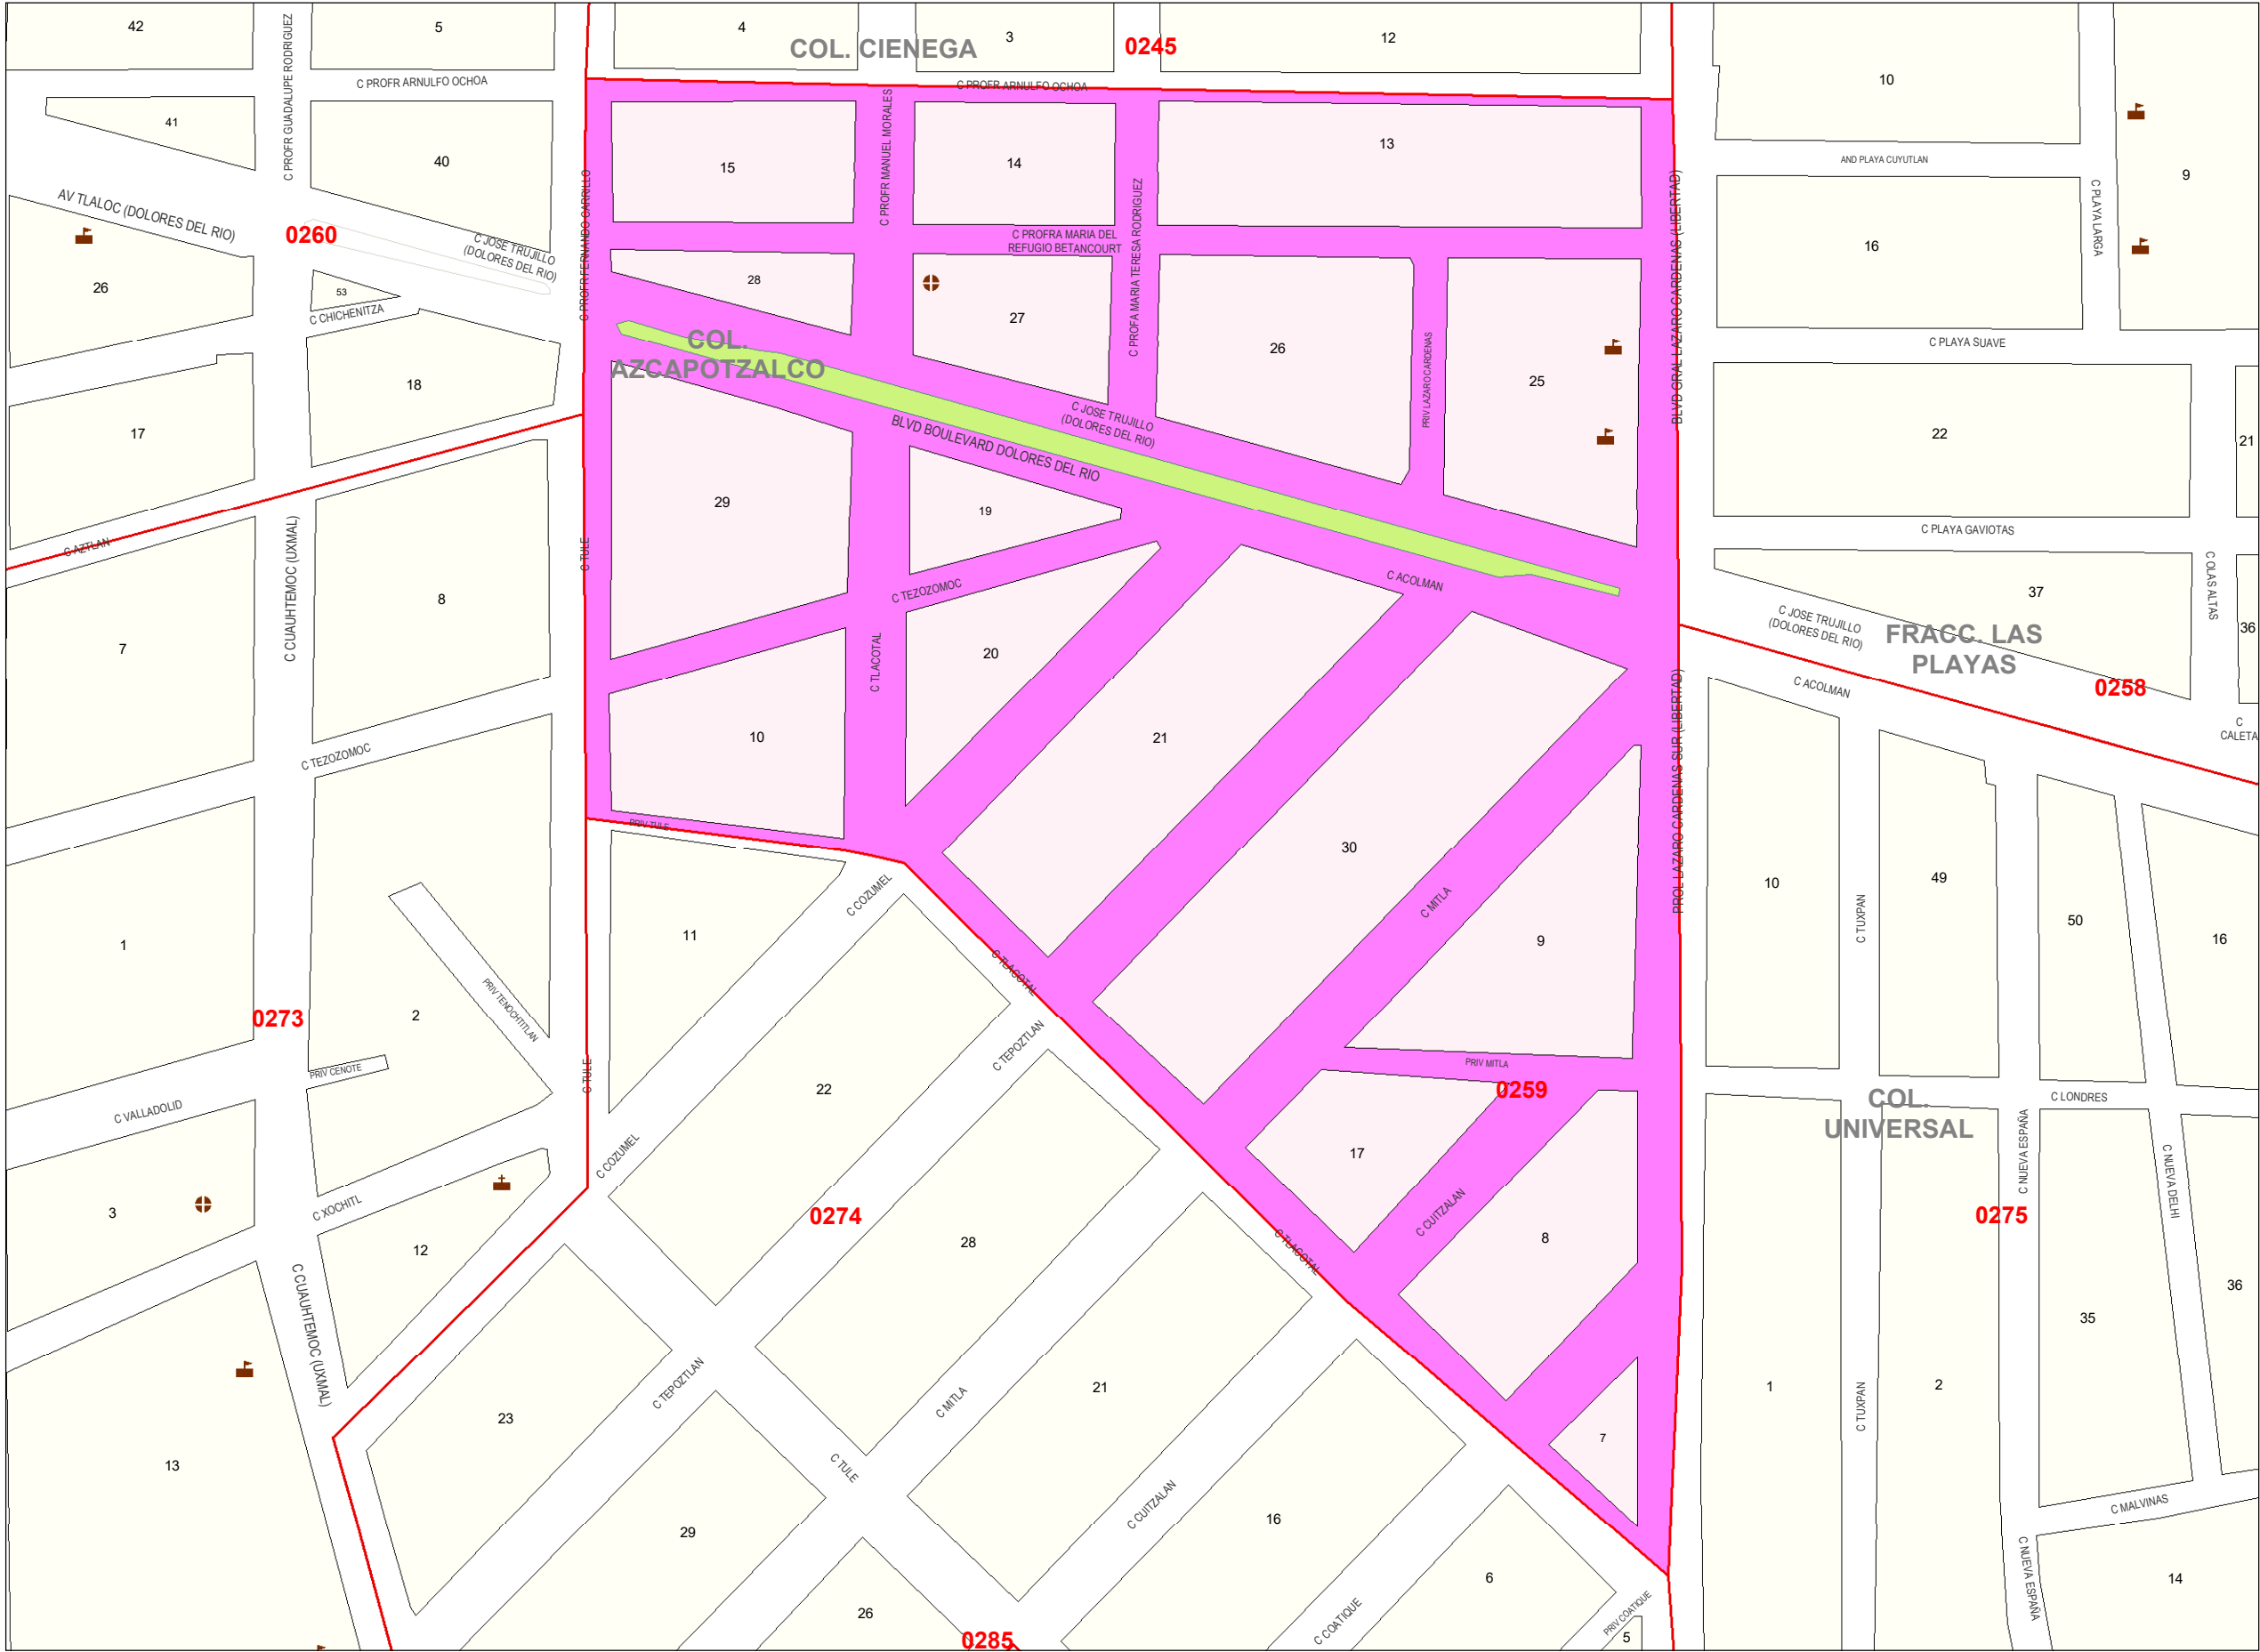 42
5
4
COL. CIENEGA
3
0245
12
10
C PROFR GUADALUPE RODRIGUEZ
C PROFR ARNULFO OCHOA
C PROFR ARNULFO OCHOA
41
40
15
C PROFR MANUEL MORALES
14
13
AND PLAYA CUYUTLAN
9
AV TLALOC (DOLORES DEL RIO)
0260
C JOSE TRUJILLO
(DOLORES DEL RIO)
C PROFR FERNANDO CARRILLO
C PROFRA MARIA DEL
REFUGIO BETANCOURT
C PROFA MARIA TERESA RODRIGUEZ
BLVD GRAL LAZARO CARDENAS (LIBERTAD)
C PLAYA LARGA
16
26
53
C CHICHENITZA
28
27
26
PRIV LAZARO CARDENAS
25
C PLAYA SUAVE
COL.
AZCAPOTZALCO
18
17
C JOSE TRUJILLO
(DOLORES DEL RIO)
BLVD BOULEVARD DOLORES DEL RIO
22
21
29
19
C PLAYA GAVIOTAS
C AZTLAN
C CUAUHTEMOC (UXMAL)
C TULE
C TEZOZOMOC
C ACOLMAN
37
C OLAS ALTAS
8
7
C JOSE TRUJILLO
(DOLORES DEL RIO)
FRACC. LAS
PLAYAS
36
C TLACOTAL
20
C ACOLMAN
0258
C
CALETA
C TEZOZOMOC
10
21
PROL LAZARO CARDENAS SUR (LIBERTAD)
PRIV TULE
30
10
49
C COZUMEL
C MITLA
C TUXPAN
50
16
1
11
9
C TLACOTAL
PRIV TENOCHTITLAN
0273
2
C TEPOZTLAN
PRIV CENOTE
C TULE
PRIV MITLA
22
0259
C LONDRES
COL.
UNIVERSAL
C VALLADOLID
C COZUMEL
17
C NUEVA ESPAÑA
C NUEVA DELHI
3
C XOCHITL
0274
C CUITZALAN
0275
12
28
C TLACOTAL
8
36
C CUAUHTEMOC (UXMAL)
35
C TEPOZTLAN
C MITLA
21
1
2
C TUXPAN
23
7
13
C TULE
C CUITZALAN
C MALVINAS
29
16
6
14
C NUEVA ESPAÑA
26
C COATIQUE
PRIV COATIQUE
5
0285